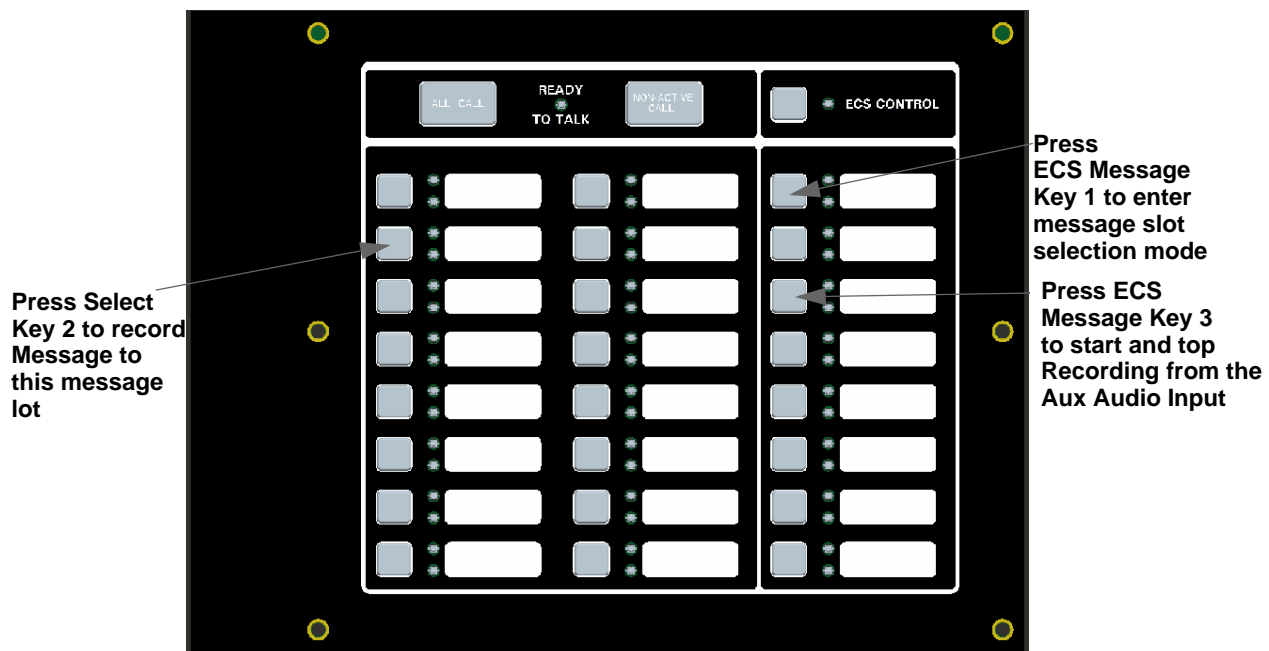 ALL CALL
READY
TO TALK
NON-ACTIVE
CALL
ECS CONTROL
Press
ECS Message
Key 1 to enter
message slot
selection mode
Press Select
Key 2 to record
Message to
this message
lot
Press ECS
Message Key 3
to start and top
Recording from the
Aux Audio Input